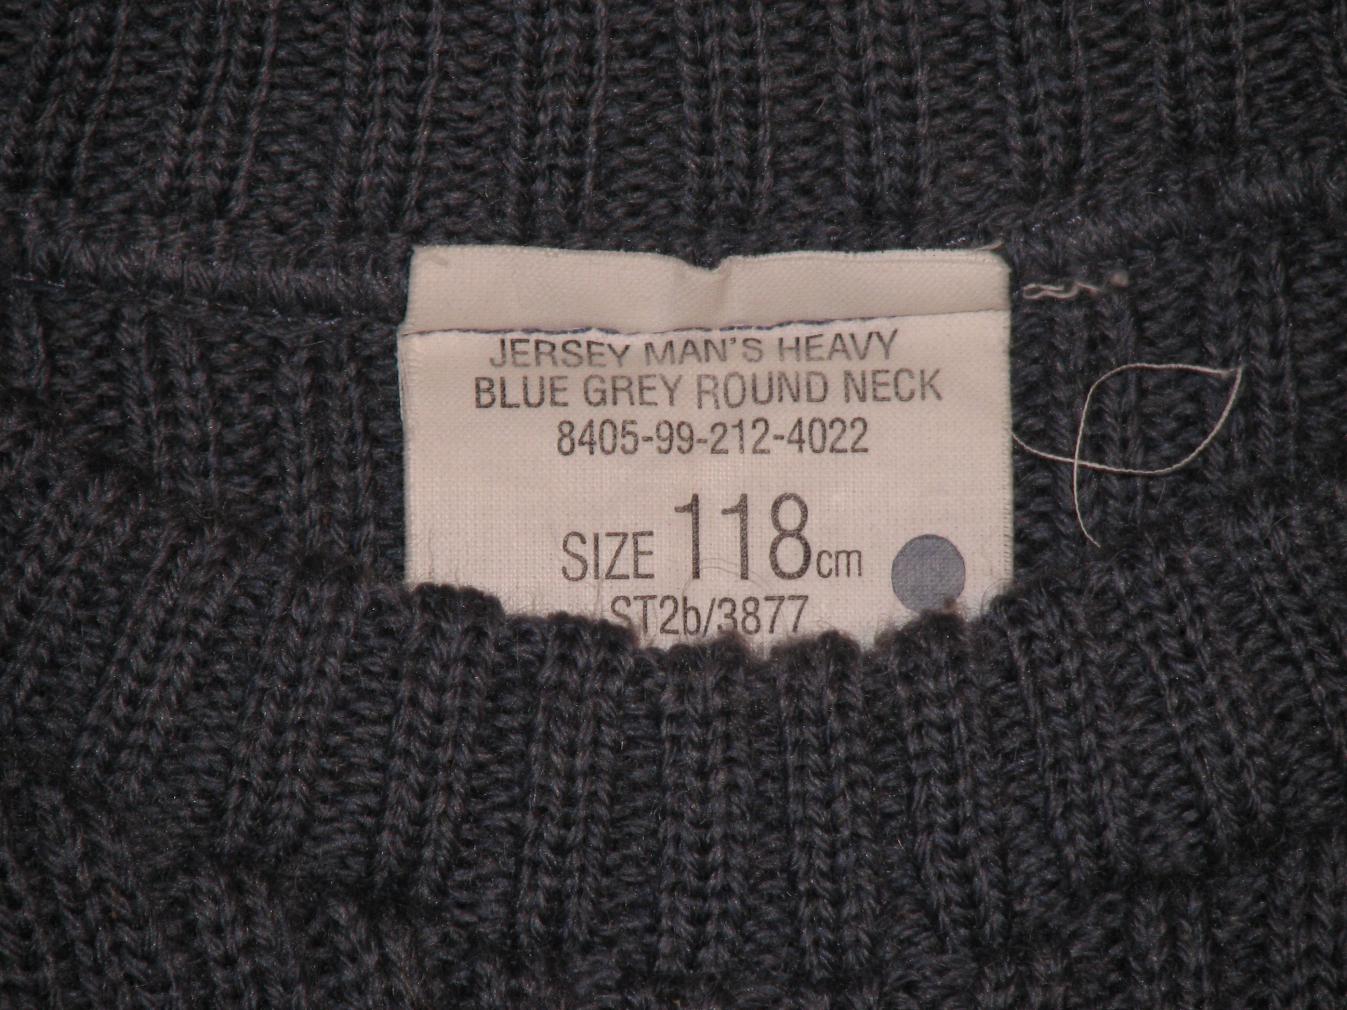 JERSEY MAN'S HEAVY
BLUE GREY ROUND NECK
8405-99-212-4022
SIZE 118cm
ST2b/3877